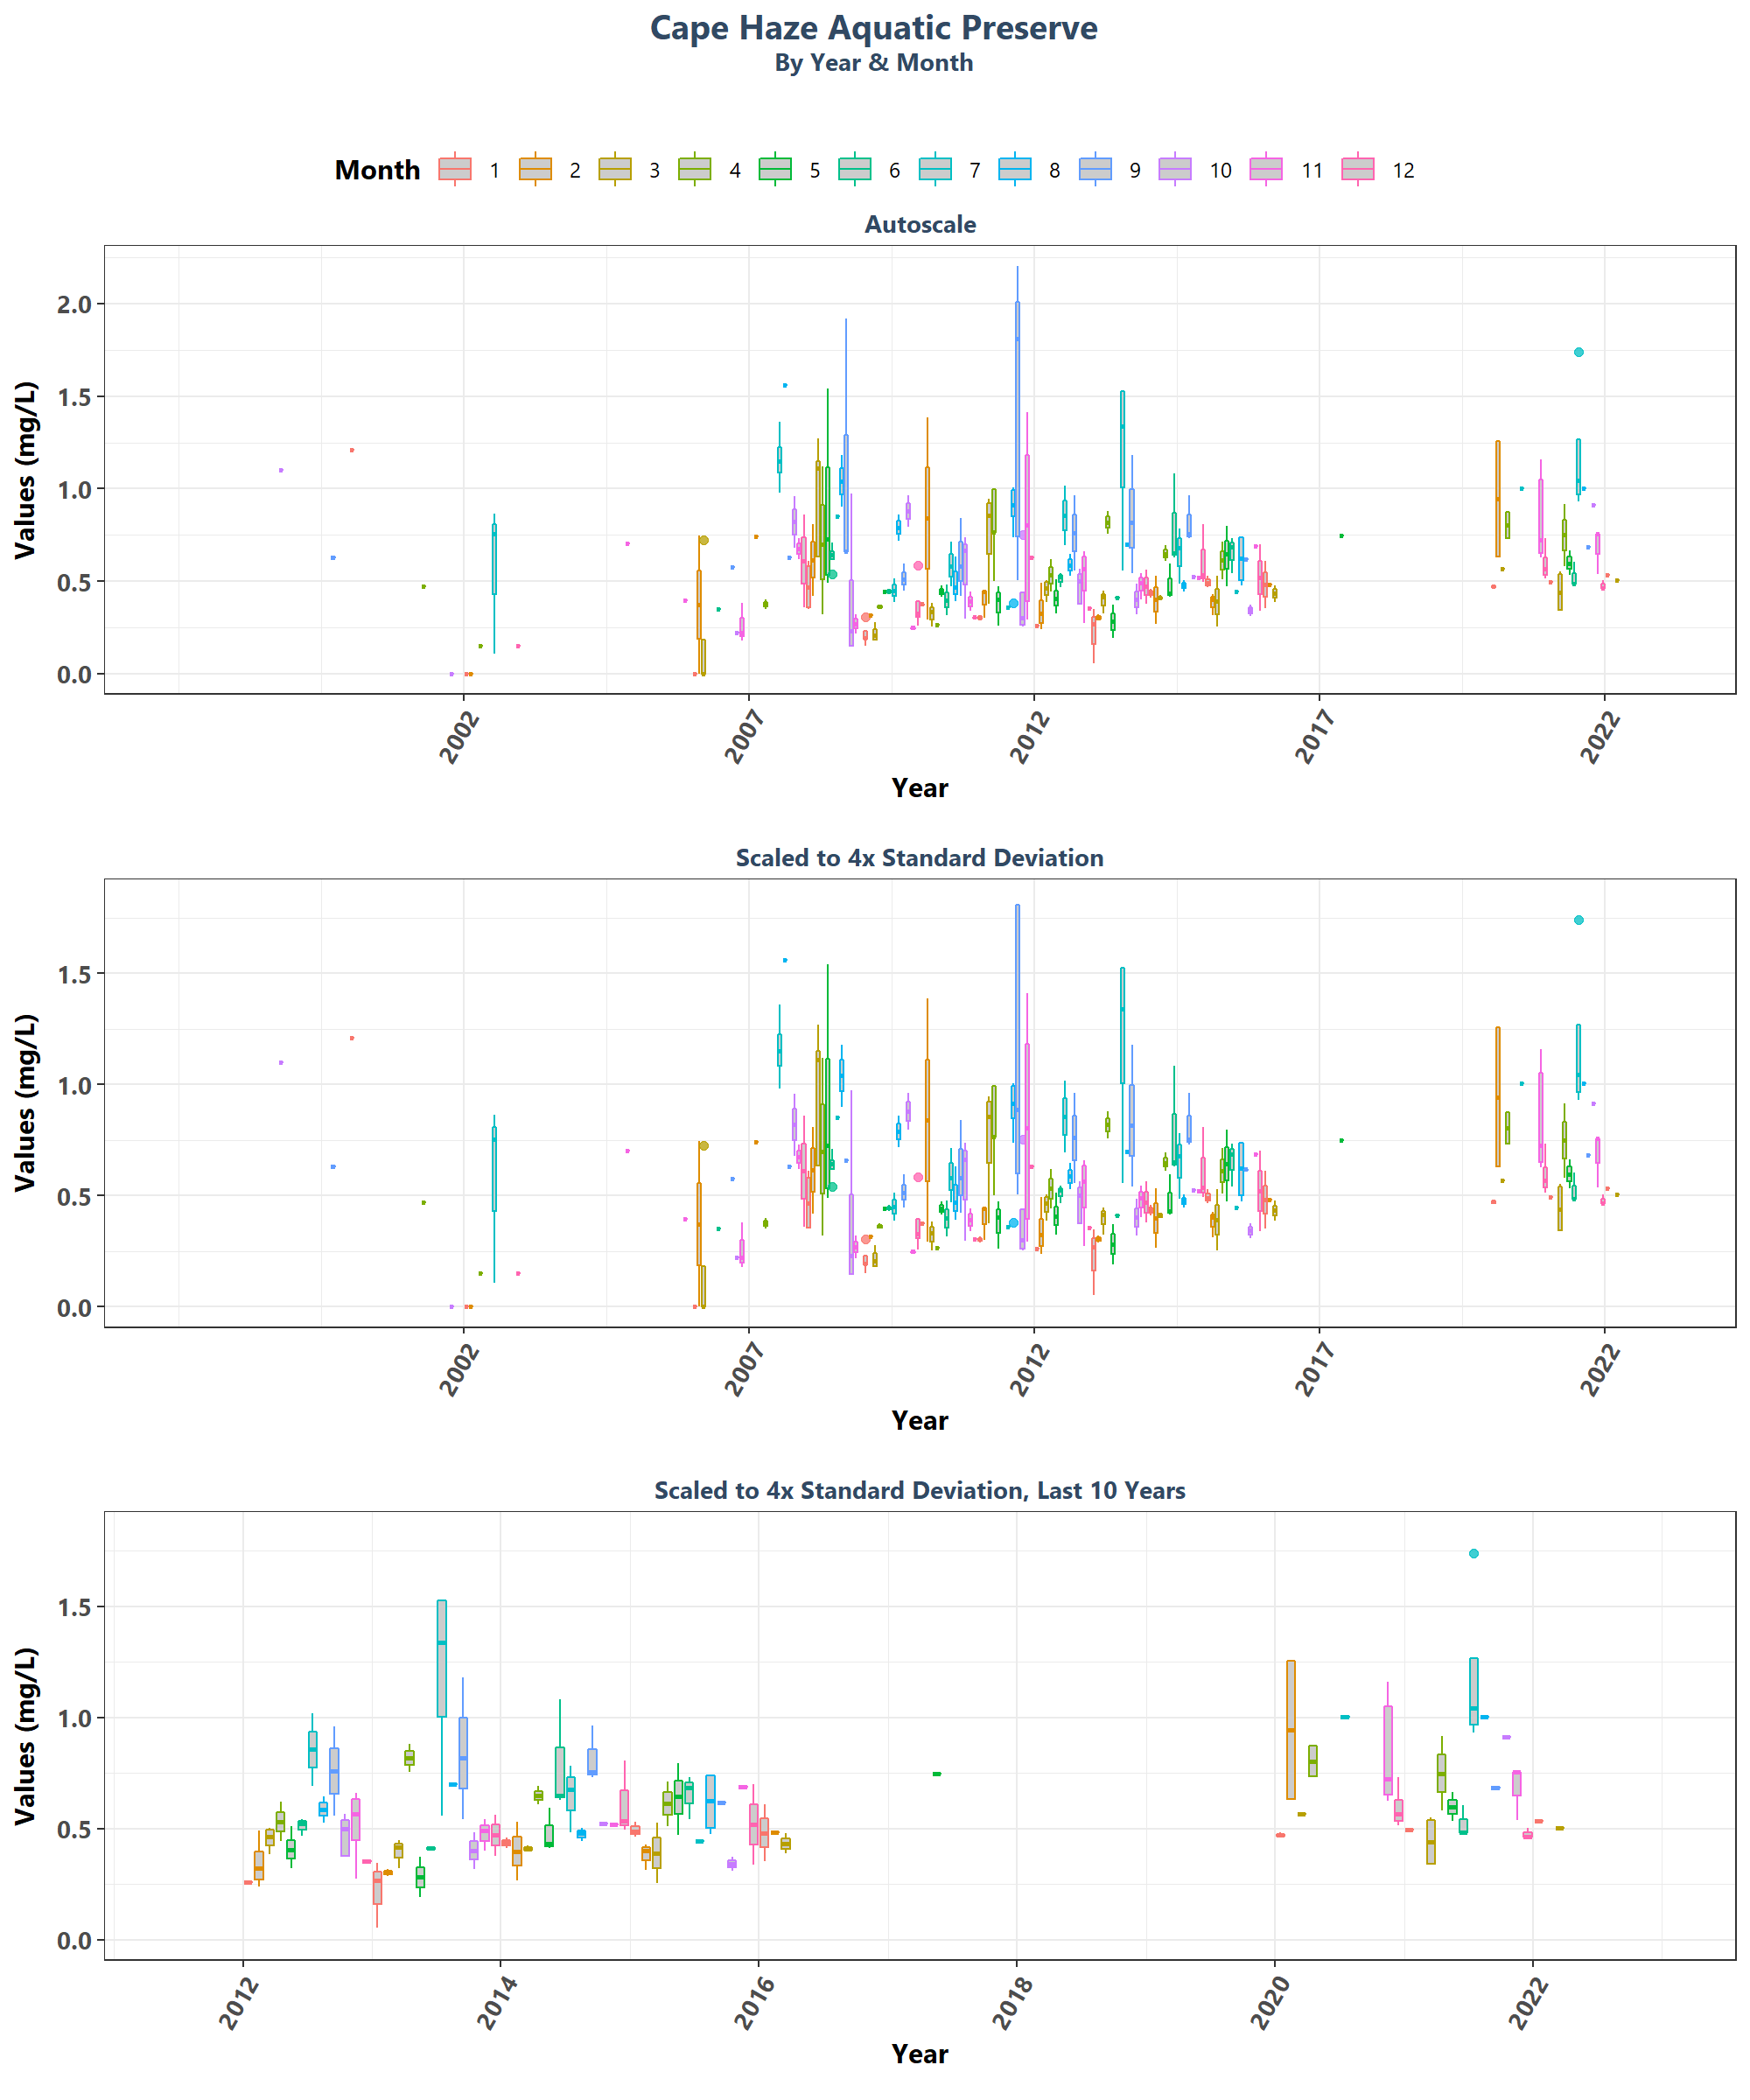 Cape Haze Aquatic Preserve
By Year & Month
Month 1 2 3 4 5 6 7 8 9 10 11 12
Autoscale
Values (mg/L)
2.0
1.5
1.0
0.5
0.0
2002 2007 2012 2017 2022
Year
Scaled to 4x Standard Deviation
Values (mg/L)
1.5
1.0
0.5
0.0
2002 2007 2012 2017 2022
Year
Scaled to 4x Standard Deviation, Last 10 Years
Values (mg/L)
1.5
1.0
0.5
0.0
2012 2014 2016 2018 2020 2022
Year